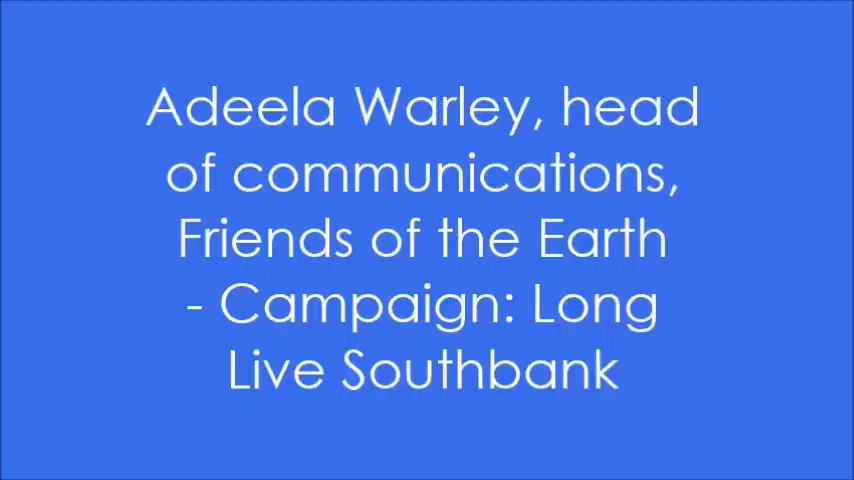 Adeela Warley, head
of communications,
Friends of the Earth
- Campaign: Long
Live Southbank